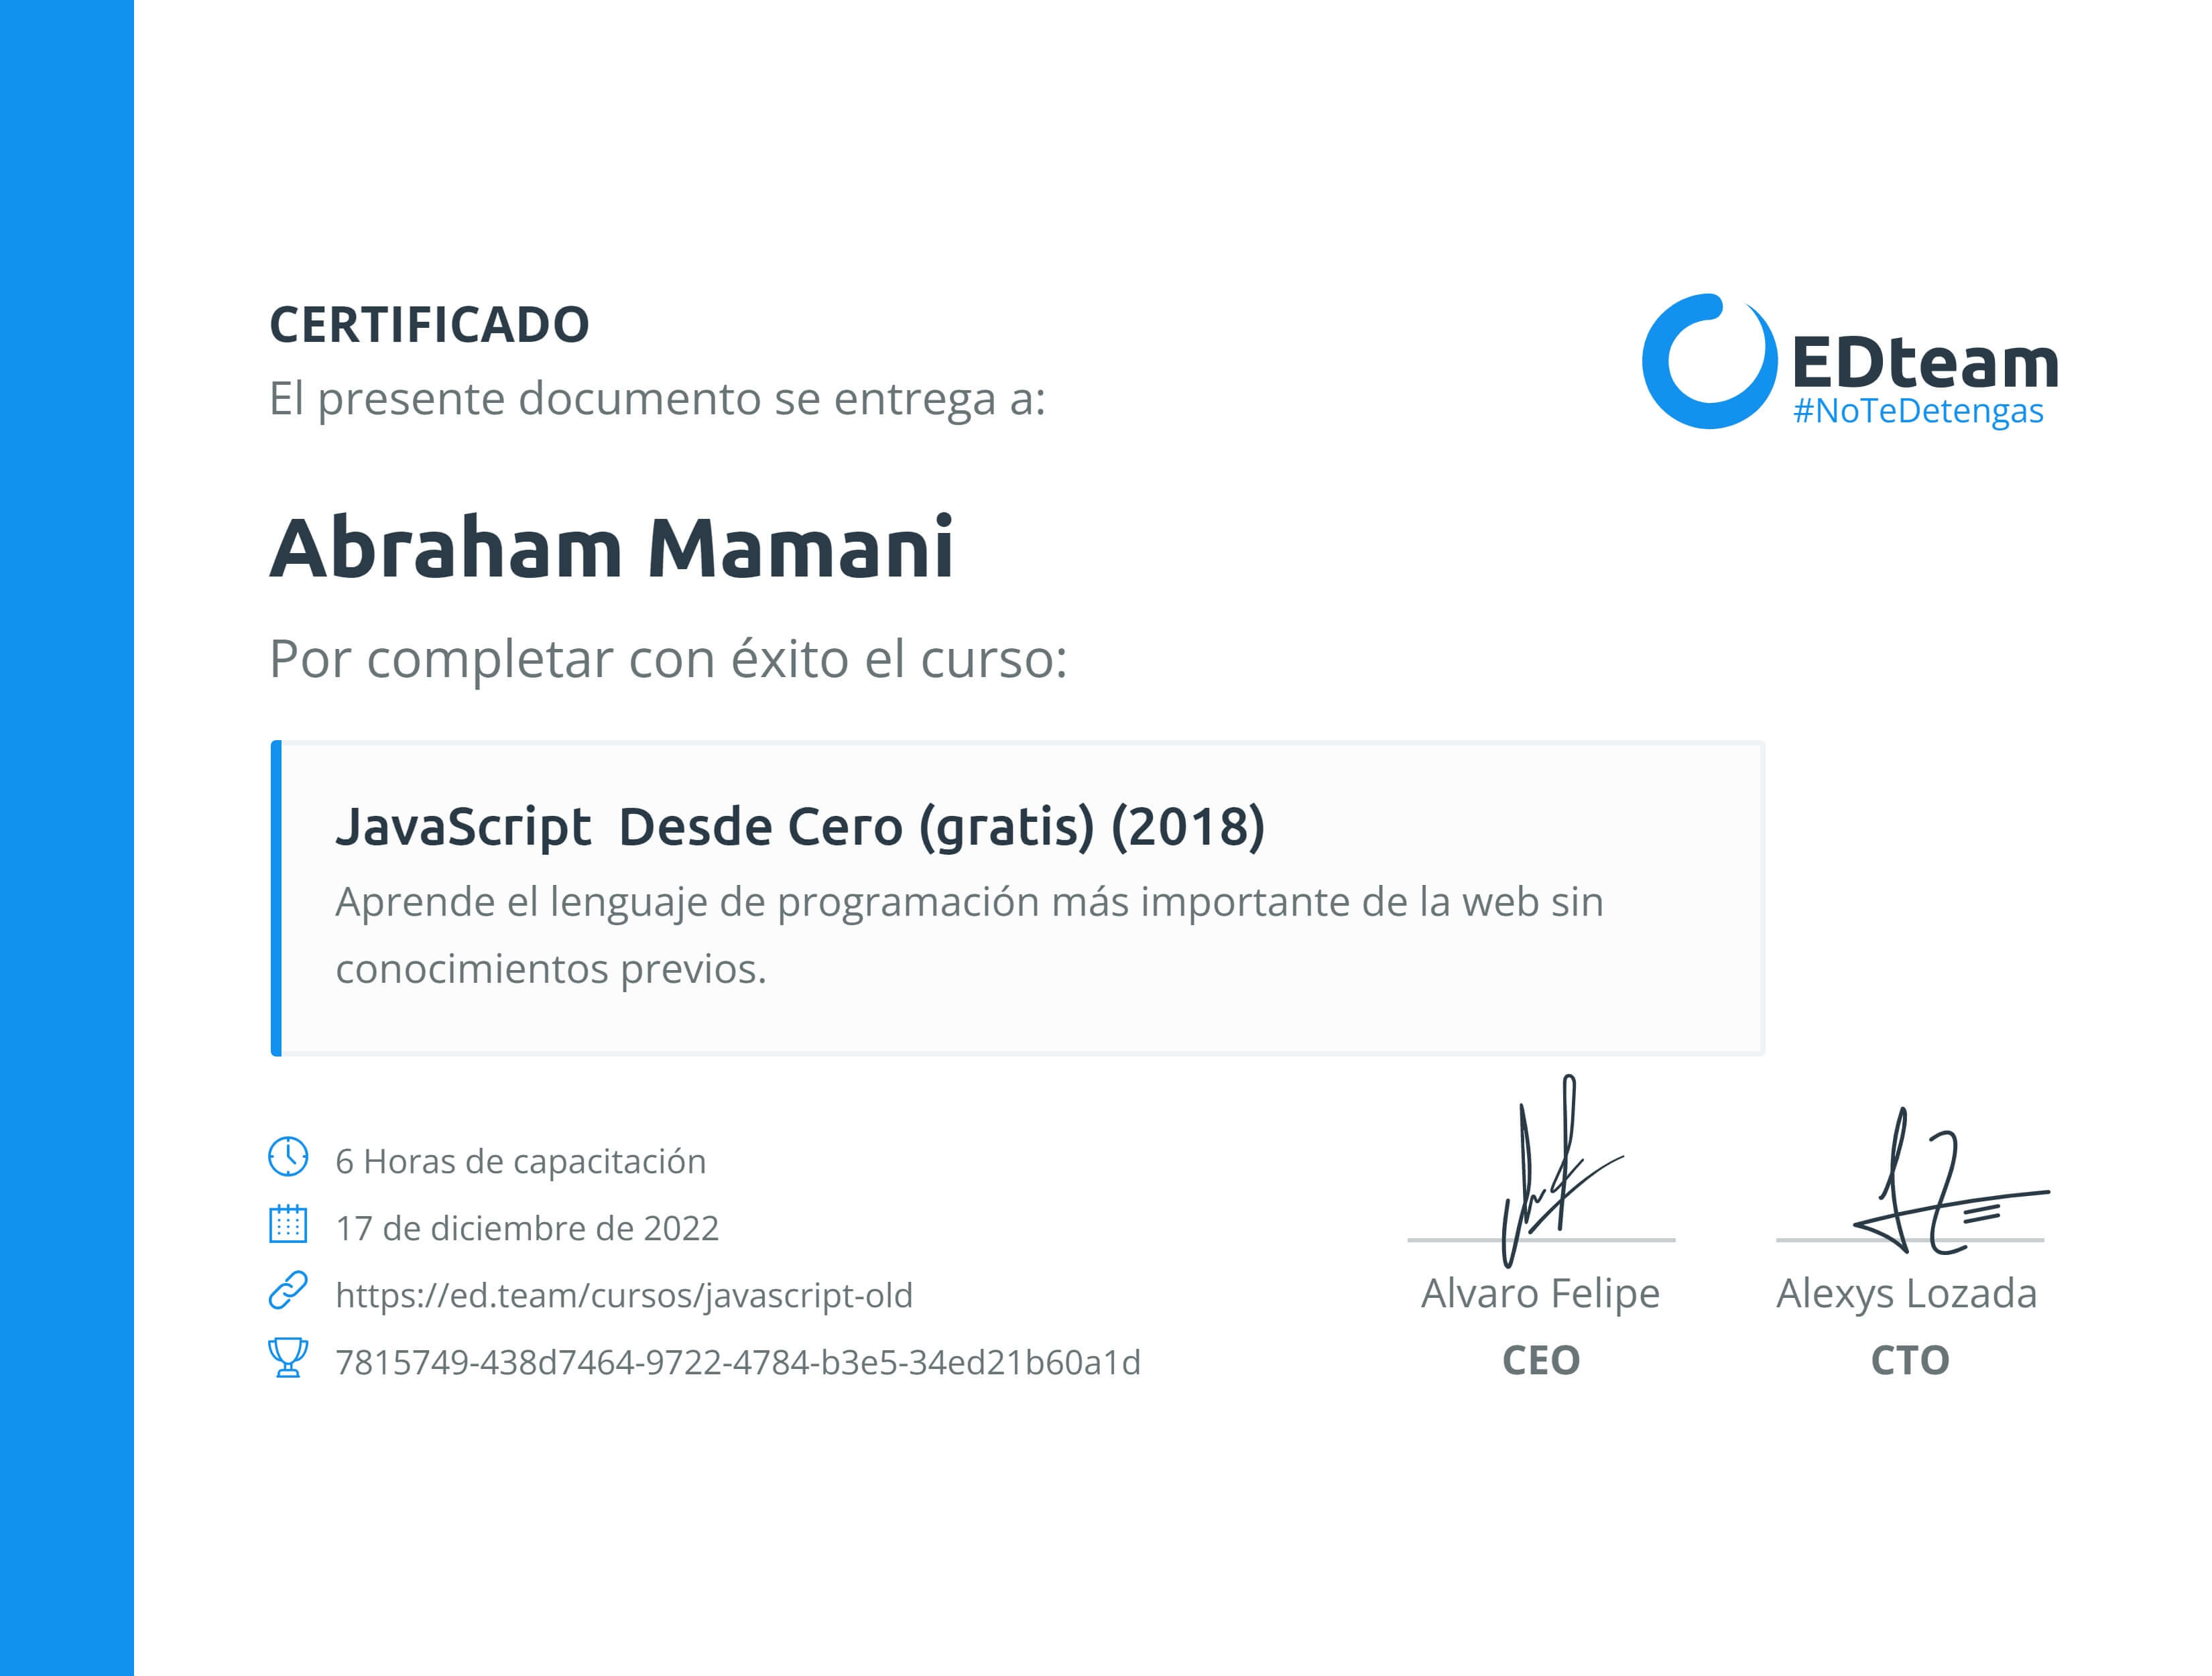 CERTIFICADO
El presente documento se entrega a:
EDteam
#NoTeDetengas
Abraham Mamani
Por completar con éxito el curso:
JavaScript  Desde Cero (gratis) (2018)
Aprende el lenguaje de programación más importante de la web sin
conocimientos previos.
6 Horas de capacitación
17 de diciembre de 2022
https://ed.team/cursos/javascript-old
7815749-438d7464-9722-4784-b3e5-34ed21b60a1d
Alvaro Felipe
CEO
Alexys Lozada
CTO